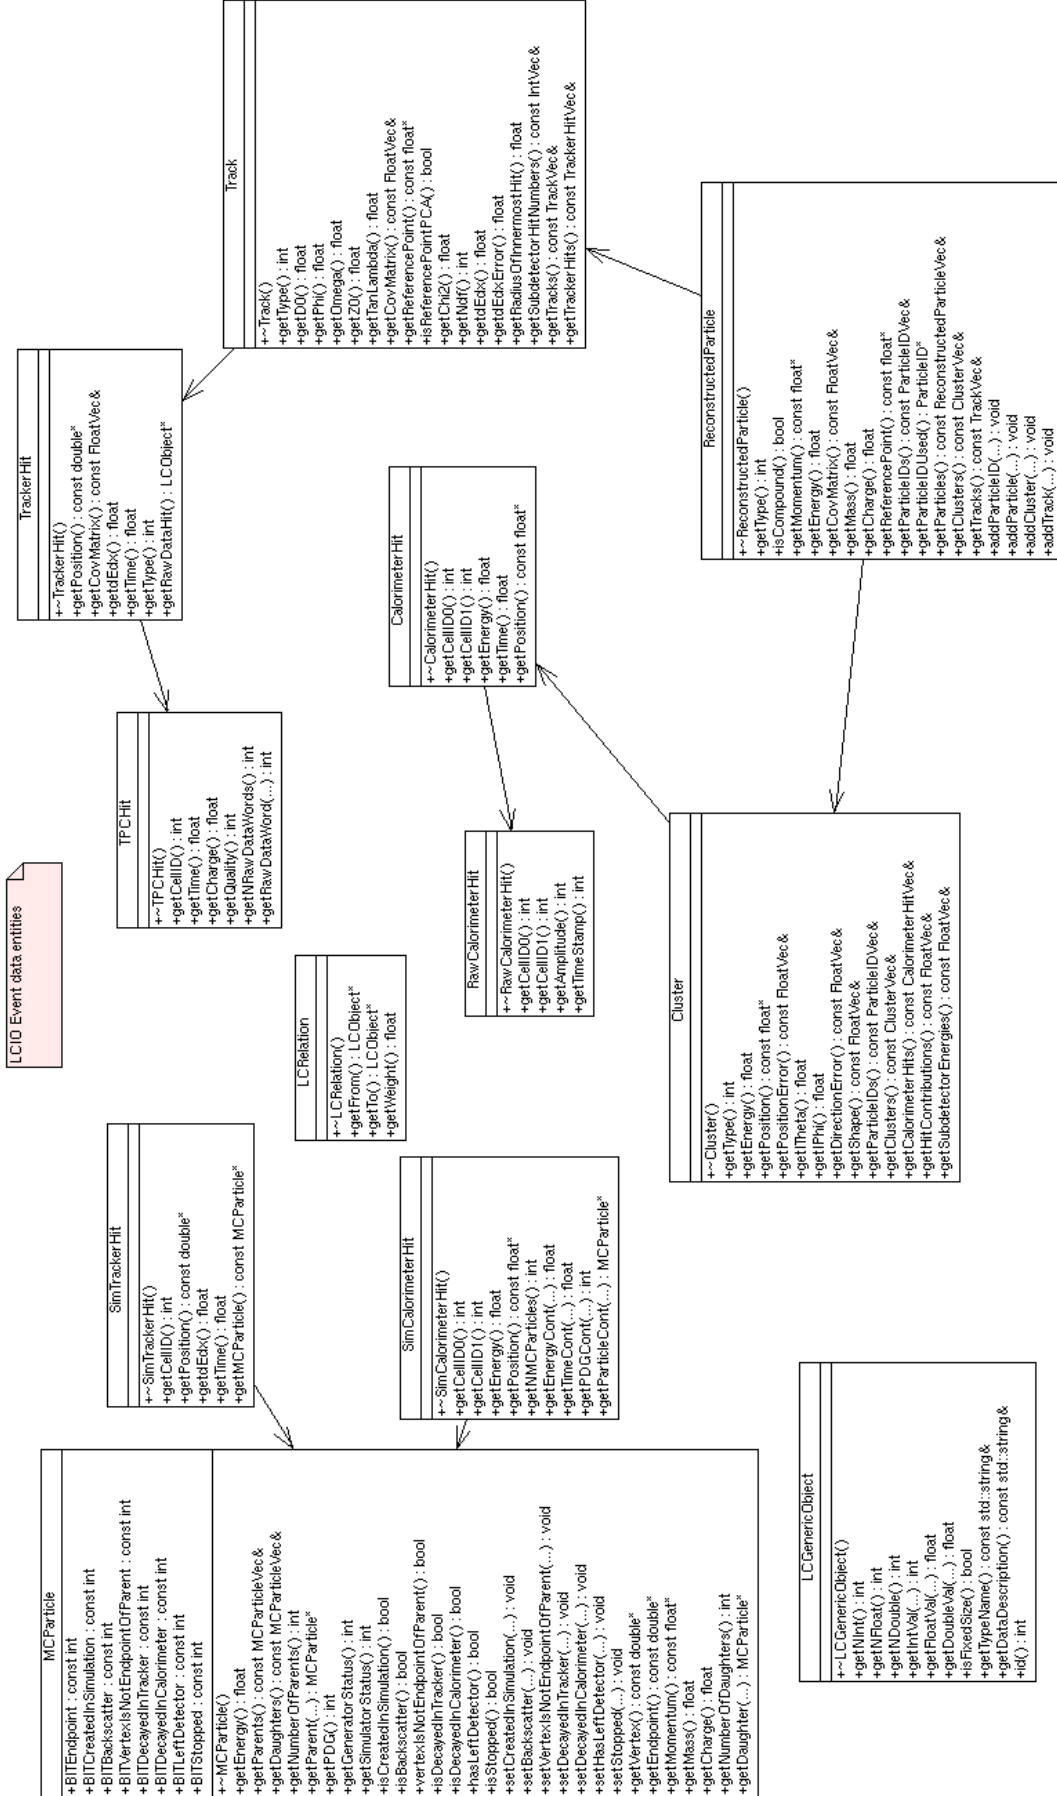 LCIO Event data entities
MCParticle
+BITEndpoint : const int
+BITCreatedInSimulation : const int
+BITBackscatter : const int
+BITVertexIsNotEndpointOfParent : const int
+BITDecayedInTracker : const int
+BITDecayedInCalorimeter : const int
+BITLeftDetector : const int
+BITStopped : const int
+~MCParticle()
+getEnergy() : float
+getParents() : const MCParticleVec&
+getDaughters() : const MCParticleVec&
+getNumberOfParents() : int
+getParent(...) : MCParticle*
+getPDG() : int
+getGeneratorStatus() : int
+getSimulatorStatus() : int
+isCreatedInSimulation() : bool
+isBackscatter() : bool
+vertexIsNotEndpointOfParent() : bool
+isDecayedInTracker() : bool
+isDecayedInCalorimeter() : bool
+hasLeftDetector() : bool
+isStopped() : bool
+setCreatedInSimulation(...) : void
+setBackscatter(...) : void
+setVertexIsNotEndpointOfParent(...) : void
+setDecayedInTracker(...) : void
+setDecayedInCalorimeter(...) : void
+setHasLeftDetector(...) : void
+setStopped(...) : void
+getVertex() : const double*
+getEndpoint() : const double*
+getMomentum() : const float*
+getMass() : float
+getCharge() : float
+getNumberOfDaughters() : int
+getDaughter(...) : MCParticle*
SimTrackerHit
+~SimTrackerHit()
+getCellID() : int
+getPosition() : const double*
+getdEdx() : float
+getTime() : float
+getMCParticle() : const MCParticle*
TPCHit
+~TPCHit()
+getCellID() : int
+getTime() : float
+getCharge() : float
+getQuality() : int
+getNRawDataWords() : int
+getRawDataWord(...) : int
TrackerHit
+~TrackerHit()
+getPosition() : const double*
+getCovMatrix() : const FloatVec&
+getdEdx() : float
+getTime() : float
+getType() : int
+getRawDataHit() : LCObject*
Track
+~Track()
+getType() : int
+getD0() : float
+getPhi() : float
+getOmega() : float
+getZ0() : float
+getTanLambda() : float
+getCovMatrix() : const FloatVec&
+getReferencePoint() : const float*
+isReferencePointPCA() : bool
+getChi2() : float
+getNdf() : int
+getdEdx() : float
+getdEdxError() : float
+getRadiusOfInnermostHit() : float
+getSubdetectorHitNumbers() : const IntVec&
+getTracks() : const TrackVec&
+getTrackerHits() : const TrackerHitVec&
LCRelation
+~LCRelation()
+getFrom() : LCObject*
+getTo() : LCObject*
+getWeight() : float
SimCalorimeterHit
+~SimCalorimeterHit()
+getCellID0() : int
+getCellID1() : int
+getEnergy() : float
+getPosition() : const float*
+getNMCParticles() : int
+getEnergyCont(...) : float
+getTimeCont(...) : float
+getPDGCont(...) : int
+getParticleCont(...) : MCParticle*
RawCalorimeterHit
+~RawCalorimeterHit()
+getCellID0() : int
+getCellID1() : int
+getAmplitude() : int
+getTimeStamp() : int
CalorimeterHit
+~CalorimeterHit()
+getCellID0() : int
+getCellID1() : int
+getEnergy() : float
+getTime() : float
+getPosition() : const float*
Cluster
+~Cluster()
+getType() : int
+getEnergy() : float
+getPosition() : const float*
+getPositionError() : const FloatVec&
+getITheta() : float
+getIPhi() : float
+getDirectionError() : const FloatVec&
+getShape() : const FloatVec&
+getParticleIDs() : const ParticleIDVec&
+getClusters() : const ClusterVec&
+getCalorimeterHits() : const CalorimeterHitVec&
+getHitContributions() : const FloatVec&
+getSubdetectorEnergies() : const FloatVec&
ReconstructedParticle
+~ReconstructedParticle()
+getType() : int
+isCompound() : bool
+getMomentum() : const float*
+getEnergy() : float
+getCovMatrix() : const FloatVec&
+getMass() : float
+getCharge() : float
+getReferencePoint() : const float*
+getParticleIDs() : const ParticleIDVec&
+getParticleIDUsed() : ParticleID*
+getParticles() : const ReconstructedParticleVec&
+getClusters() : const ClusterVec&
+getTracks() : const TrackVec&
+addParticleID(...) : void
+addParticle(...) : void
+addCluster(...) : void
+addTrack(...) : void
LCGenericObject
+~LCGenericObject()
+getNInt() : int
+getNFloat() : int
+getNDouble() : int
+getIntVal(...) : int
+getFloatVal(...) : float
+getDoubleVal(...) : float
+isFixedSize() : bool
+getTypeName() : const std::string&
+getDataDescription() : const std::string&
+id() : int